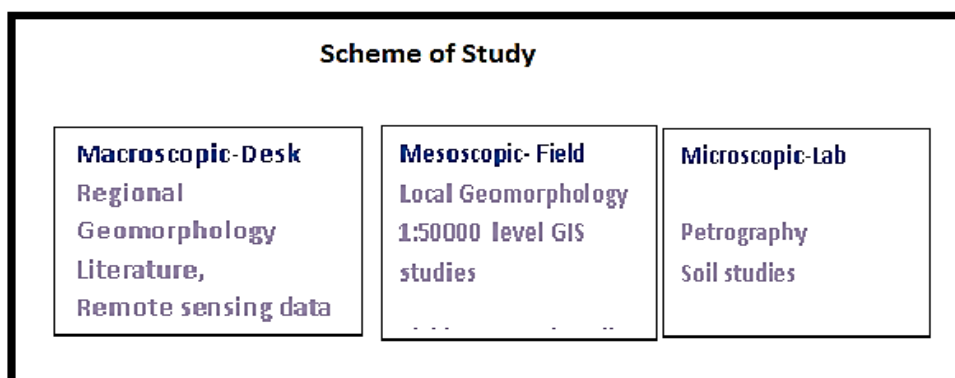 Scheme of Study
Macroscopic-Desk
Regional
Geomorphology
Literature,
Remote sensing data
Mesoscopic- Field
Local Geomorphology
1:50000 level GIS
studies
Microscopic-Lab
Petrography
Soil studies